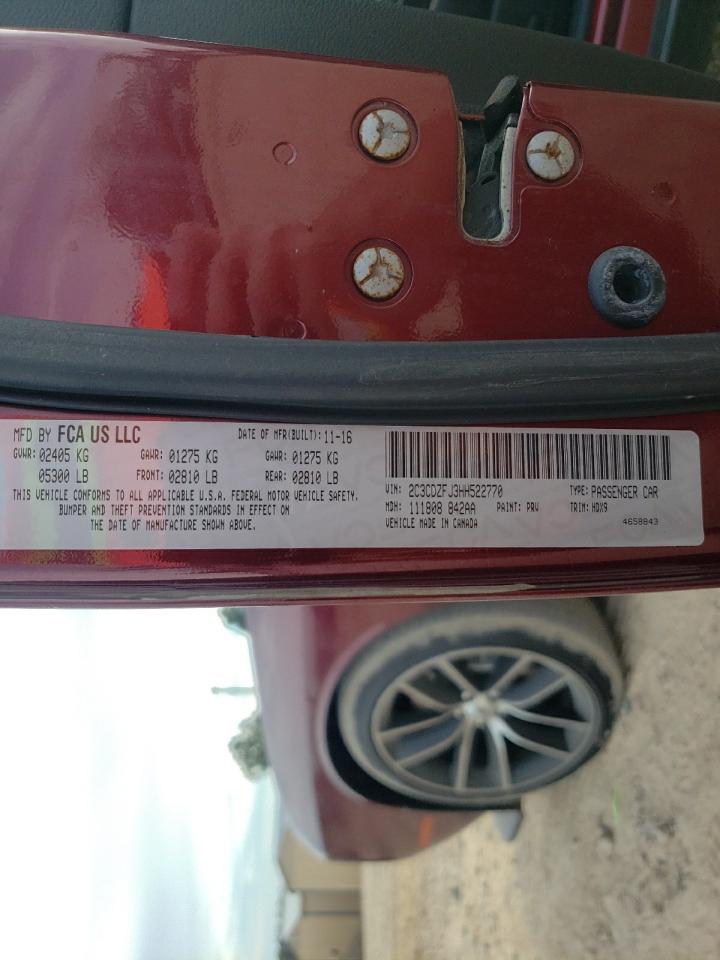 MFD BY FCA US LLC DATE OF MFR(BUILT): 11-16
GVWR: 02405 KG GAWR: 01275 KG GAWR: 01275 KG
05300 LB FRONT: 02810 LB REAR: 02810 LB
THIS VEHICLE CONFORMS TO ALL APPLICABLE U.S.A. FEDERAL MOTOR VEHICLE SAFETY,
BUMPER AND THEFT PREVENTION STANDARDS IN EFFECT ON
THE DATE OF MANUFACTURE SHOWN ABOVE.
VIN: 2C3CDZFJ3HH522770 TYPE: PASSENGER CAR
MDH: 111808 842AA PAINT: PRV TRIM: HDX9
VEHICLE MADE IN CANADA 4658843